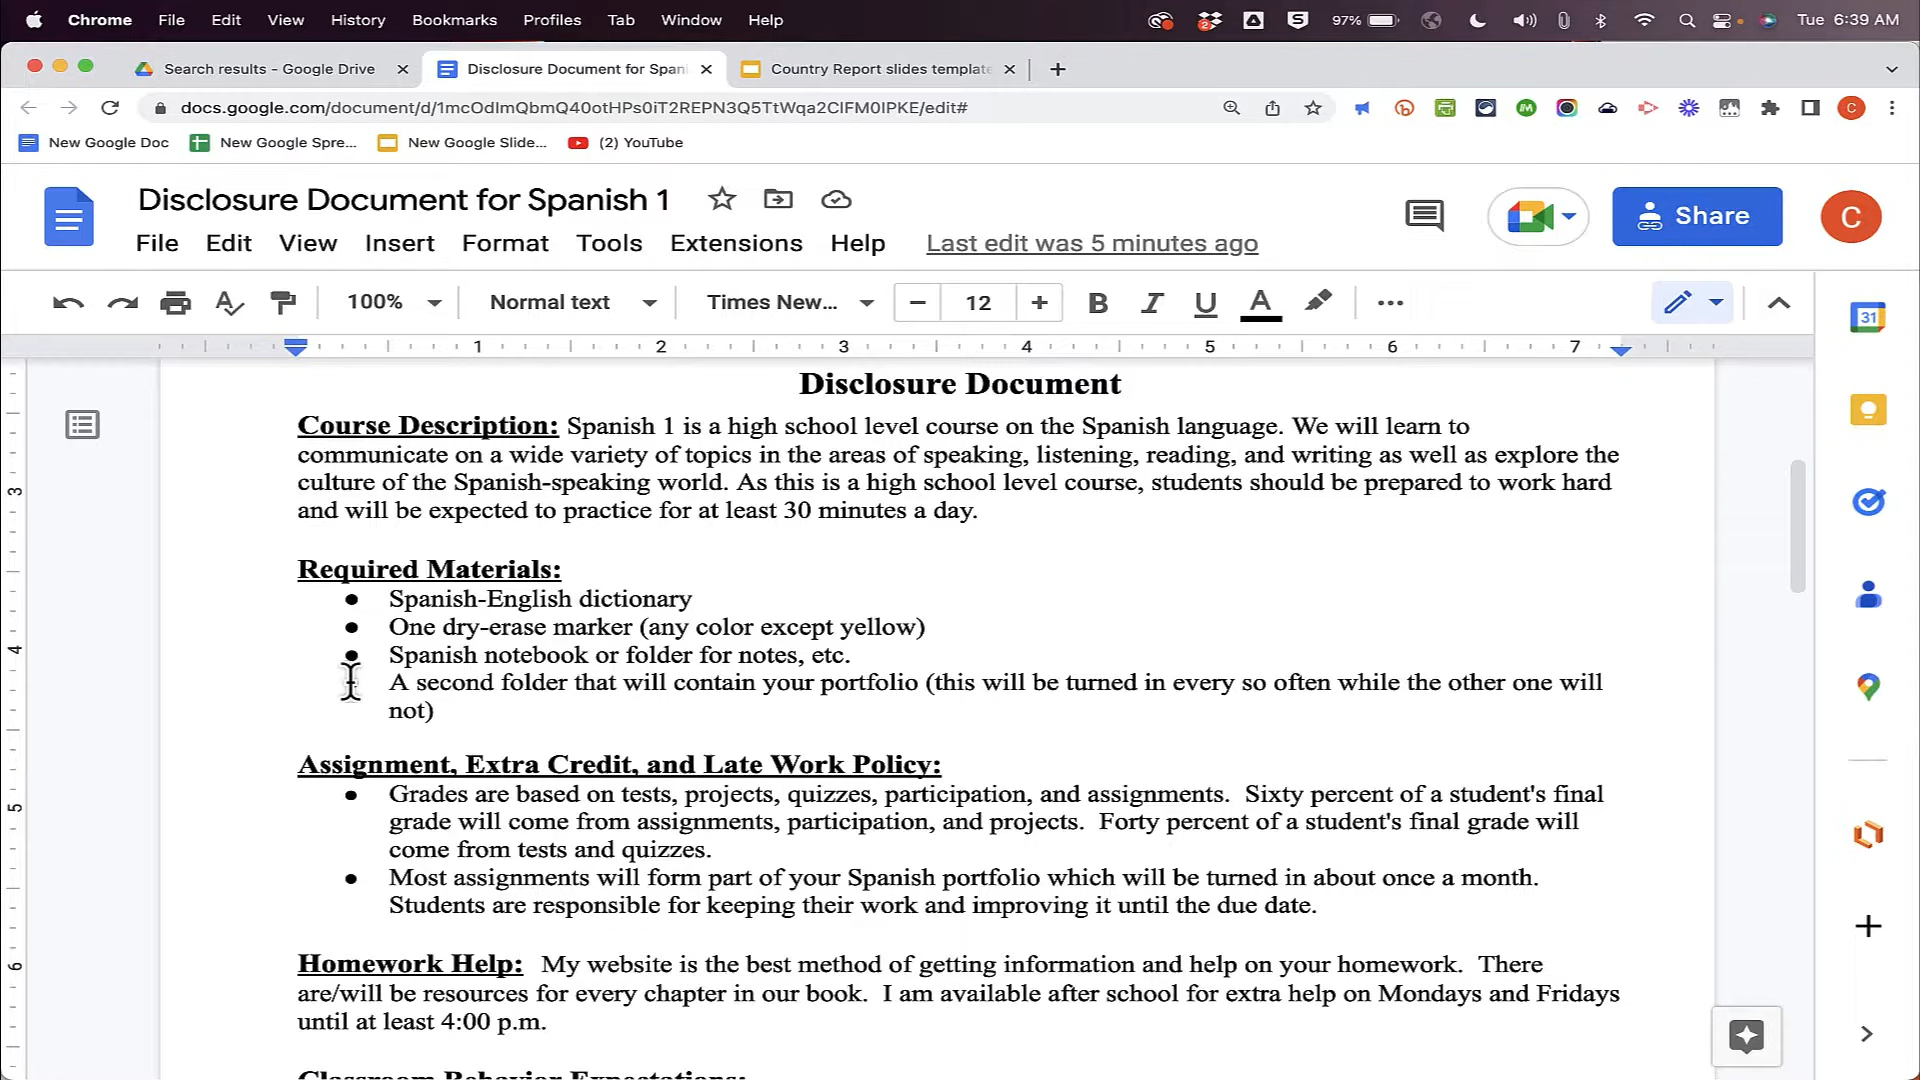 Chrome File Edit View History Bookmarks Profiles Tab Window Help 97% Tue 6:39 AM
Search results - Google Drive Disclosure Document for Spani Country Report slides template
docs.google.com/document/d/1mcOdImQbmQ40otHPs0iT2REPN3Q5TtWqa2CIFM0IPKE/edit#
New Google Doc New Google Spre... New Google Slide... (2) YouTube
Disclosure Document for Spanish 1
Share
C
File Edit View Insert Format Tools Extensions Help Last edit was 5 minutes ago
100% Normal text Times New... − 12 + B I U A
1 2 3 4 5 6 7
31
3
4
5
6
Disclosure Document
Course Description: Spanish 1 is a high school level course on the Spanish language. We will learn to
communicate on a wide variety of topics in the areas of speaking, listening, reading, and writing as well as explore the
culture of the Spanish-speaking world. As this is a high school level course, students should be prepared to work hard
and will be expected to practice for at least 30 minutes a day.
Required Materials:
● Spanish-English dictionary
● One dry-erase marker (any color except yellow)
● Spanish notebook or folder for notes, etc.
A second folder that will contain your portfolio (this will be turned in every so often while the other one will
not)
Assignment, Extra Credit, and Late Work Policy:
● Grades are based on tests, projects, quizzes, participation, and assignments.  Sixty percent of a student's final
grade will come from assignments, participation, and projects.  Forty percent of a student's final grade will
come from tests and quizzes.
● Most assignments will form part of your Spanish portfolio which will be turned in about once a month.
Students are responsible for keeping their work and improving it until the due date.
Homework Help:  My website is the best method of getting information and help on your homework.  There
are/will be resources for every chapter in our book.  I am available after school for extra help on Mondays and Fridays
until at least 4:00 p.m.
Classroom Behavior Expectations: